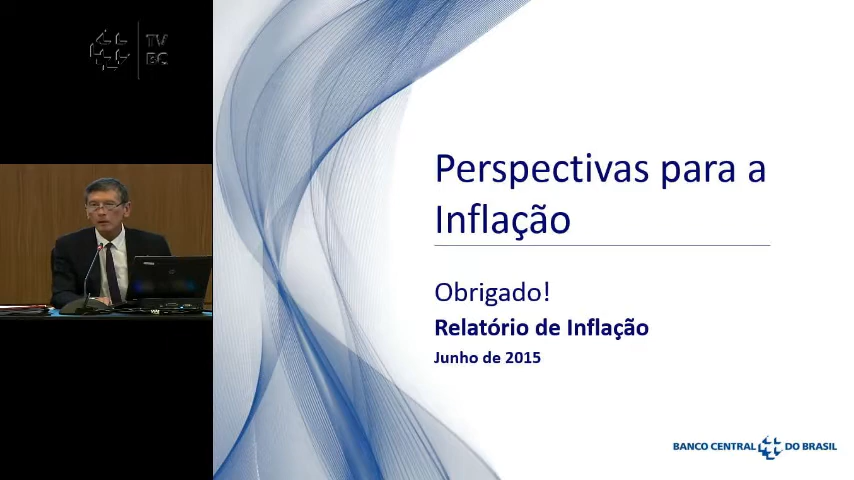 TV
BC
Perspectivas para a
Inflação
Obrigado!
Relatório de Inflação
Junho de 2015
BANCO CENTRAL DO BRASIL